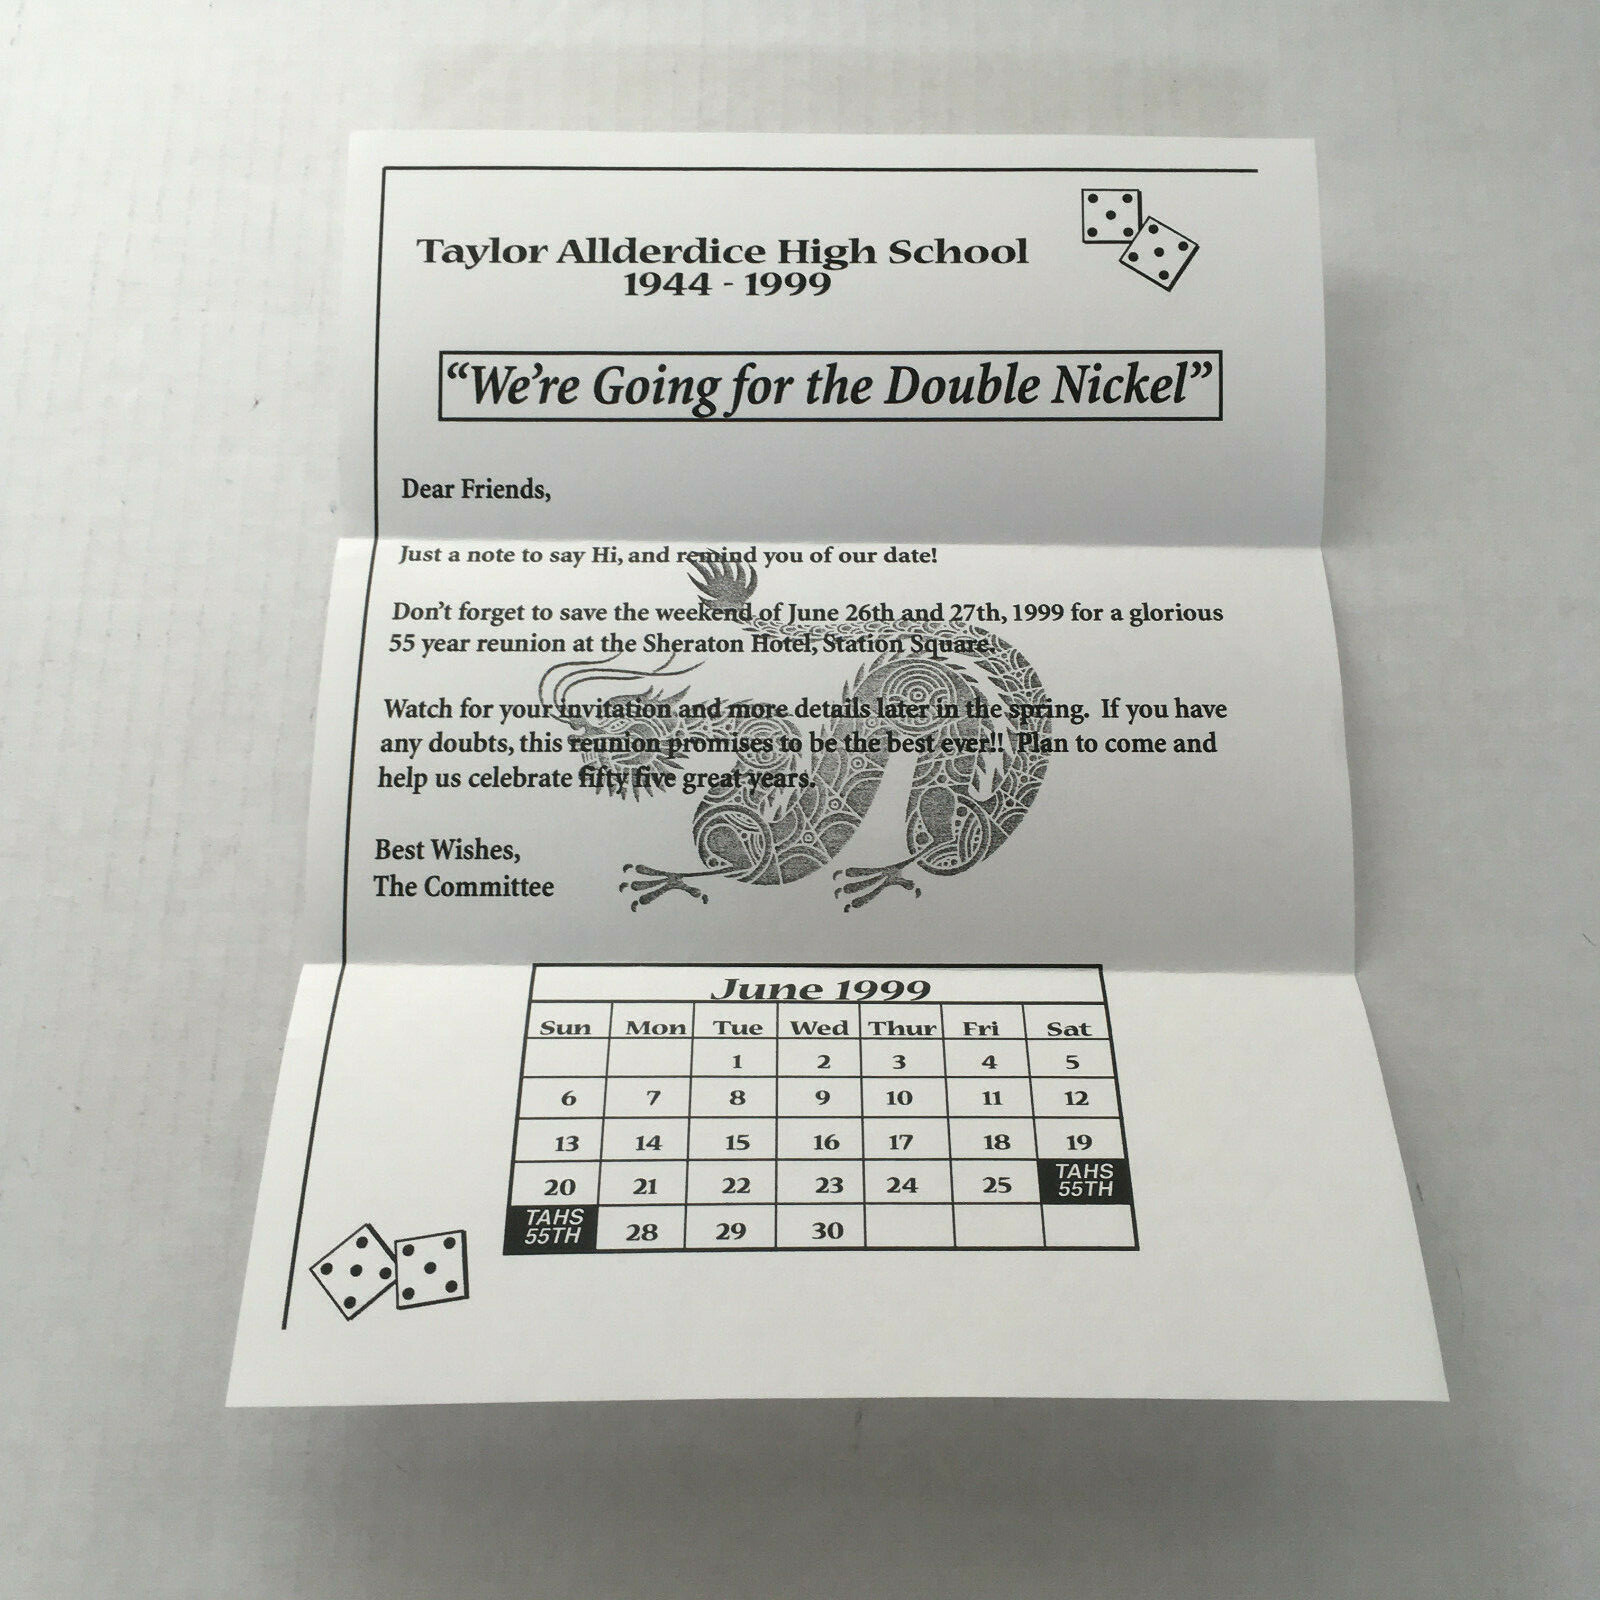 Taylor Allderdice High School
1944 - 1999
“We’re Going for the Double Nickel”
Dear Friends,
Just a note to say Hi, and remind you of our date!
Don’t forget to save the weekend of June 26th and 27th, 1999 for a glorious
55 year reunion at the Sheraton Hotel, Station Square.
Watch for your invitation and more details later in the spring. If you have
any doubts, this reunion promises to be the best ever!! Plan to come and
help us celebrate fifty five great years.
Best Wishes,
The Committee
June 1999
Sun Mon Tue Wed Thur Fri Sat
1 2 3 4 5
6 7 8 9 10 11 12
13 14 15 16 17 18 19
20 21 22 23 24 25 TAHS
55TH
TAHS
55TH 28 29 30